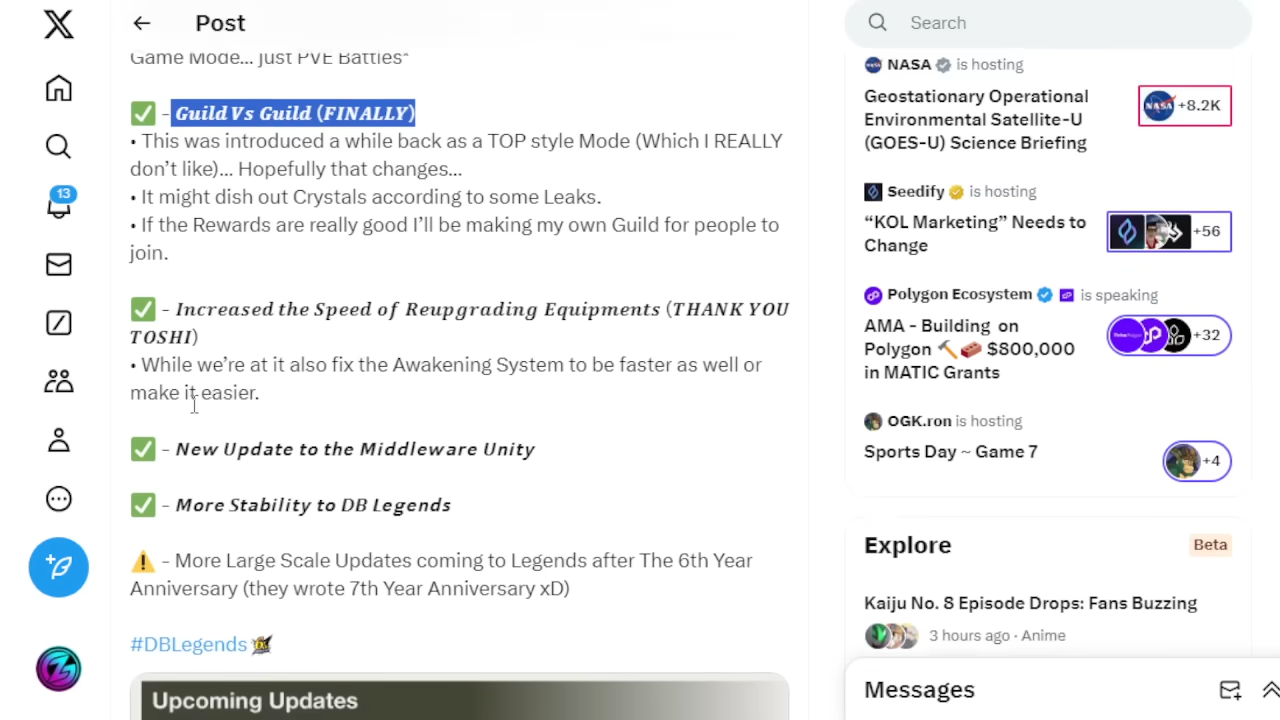 Post
Game Mode... just PVE Battles*
✅ - Guild Vs Guild (FINALLY)
• This was introduced a while back as a TOP style Mode (Which I REALLY
don’t like)... Hopefully that changes...
• It might dish out Crystals according to some Leaks.
• If the Rewards are really good I’ll be making my own Guild for people to
join.
✅ - Increased the Speed of Reupgrading Equipments (THANK YOU
TOSHI)
• While we’re at it also fix the Awakening System to be faster as well or
make it easier.
✅ - New Update to the Middleware Unity
✅ - More Stability to DB Legends
⚠️ - More Large Scale Updates coming to Legends after The 6th Year
Anniversary (they wrote 7th Year Anniversary xD)
#DBLegends
Upcoming Updates
13
Search
NASA is hosting
Geostationary Operational
Environmental Satellite-U
(GOES-U) Science Briefing
NASA
+8.2K
Seedify is hosting
“KOL Marketing” Needs to
Change
+56
Polygon Ecosystem is speaking
AMA - Building on
Polygon 🔨🧱 $800,000
in MATIC Grants
+32
OGK.ron is hosting
Sports Day ~ Game 7
+4
Explore
Beta
Kaiju No. 8 Episode Drops: Fans Buzzing
3 hours ago · Anime
Messages